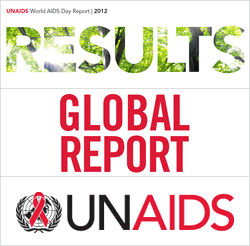 UNAIDS World AIDS Day Report | 2012
RESULTS
GLOBAL
REPORT
UNAIDS